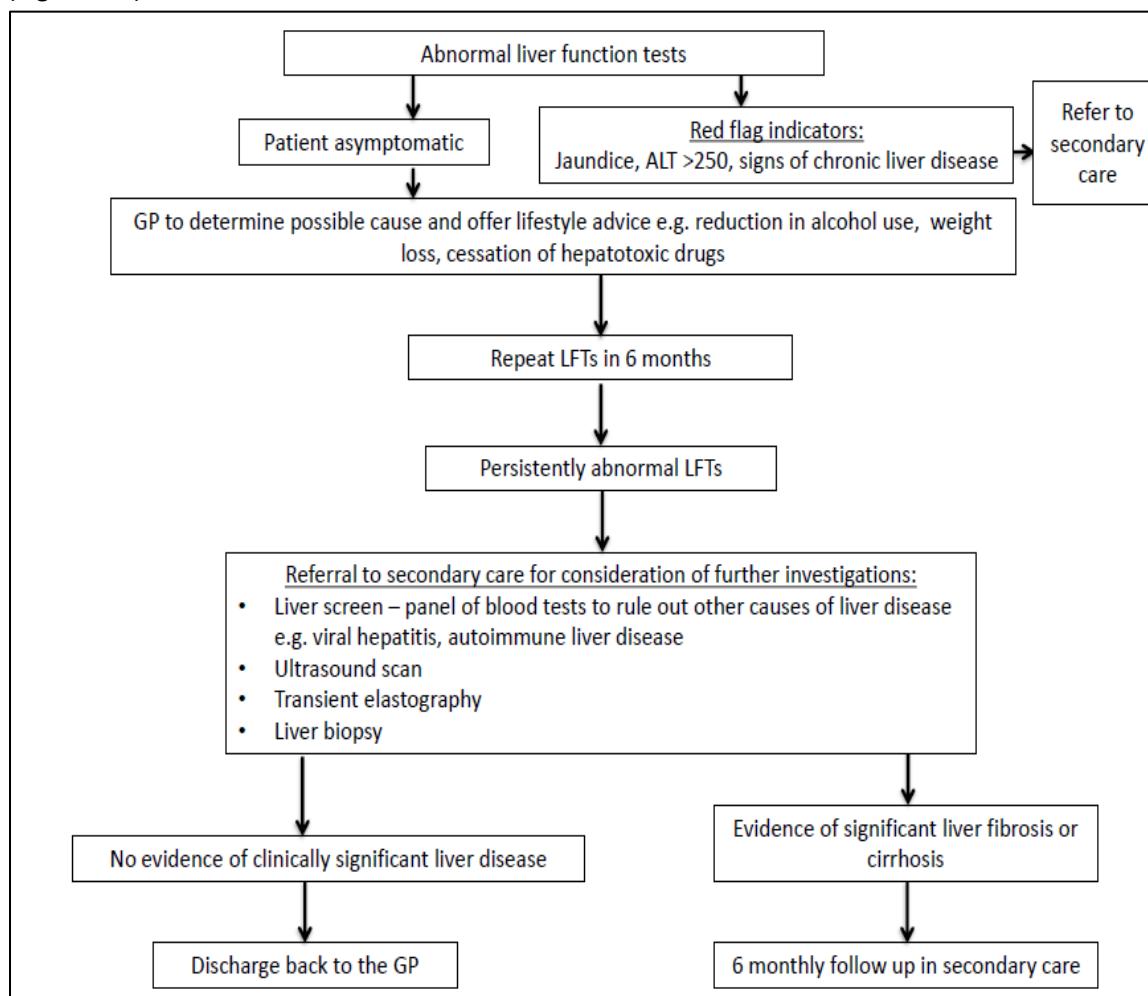 Abnormal liver function tests
Patient asymptomatic
Red flag indicators:
Jaundice, ALT >250, signs of chronic liver disease
Refer to
secondary
care
GP to determine possible cause and offer lifestyle advice e.g. reduction in alcohol use, weight
loss, cessation of hepatotoxic drugs
Repeat LFTs in 6 months
Persistently abnormal LFTs
Referral to secondary care for consideration of further investigations:
• Liver screen – panel of blood tests to rule out other causes of liver disease
e.g. viral hepatitis, autoimmune liver disease
• Ultrasound scan
• Transient elastography
• Liver biopsy
No evidence of clinically significant liver disease
Evidence of significant liver fibrosis or
cirrhosis
Discharge back to the GP
6 monthly follow up in secondary care